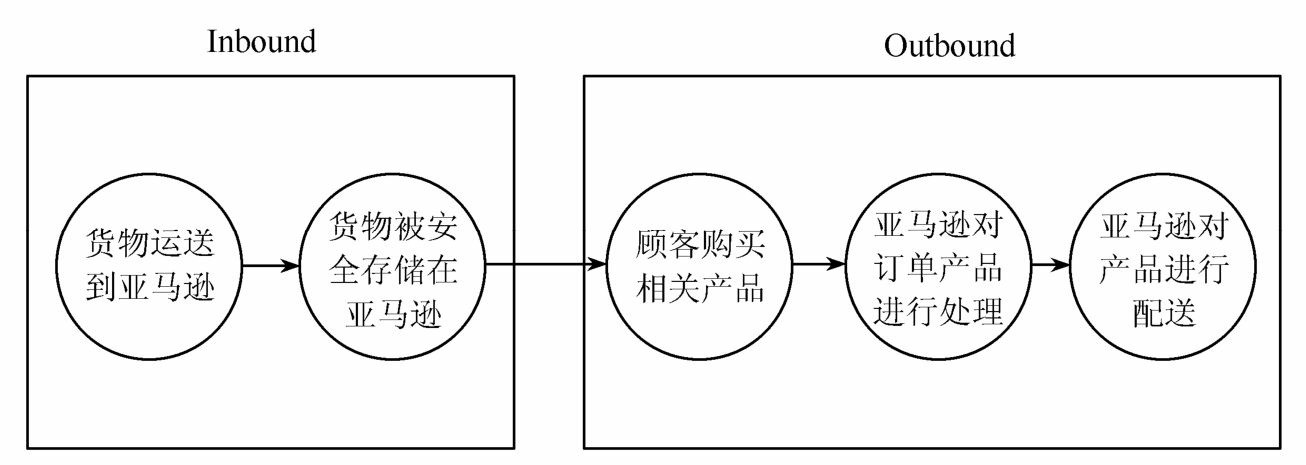 Inbound
Outbound
货物运送
到亚马逊
货物被安
全存储在
亚马逊
顾客购买
相关产品
亚马逊对
订单产品
进行处理
亚马逊对
产品进行
配送